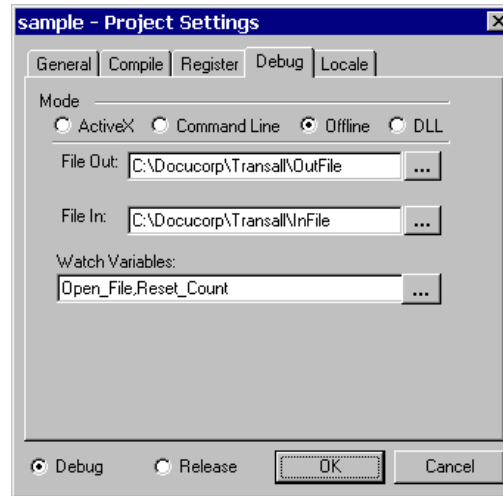 sample - Project Settings
General Compile Register Debug Locale
Mode
ActiveX Command Line Offline DLL
File Out: C:\Docucorp\Transall\OutFile ...
File In: C:\Docucorp\Transall\InFile ...
Watch Variables:
Open_File,Reset_Count ...
Debug Release OK Cancel